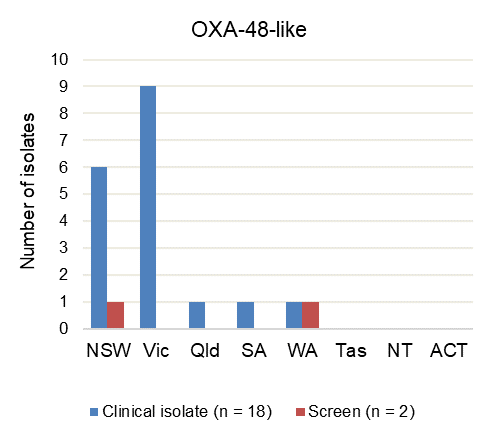 OXA-48-like
Number of isolates
10
9
8
7
6
5
4
3
2
1
0
NSW Vic Qld SA WA Tas NT ACT
Clinical isolate (n = 18) Screen (n = 2)